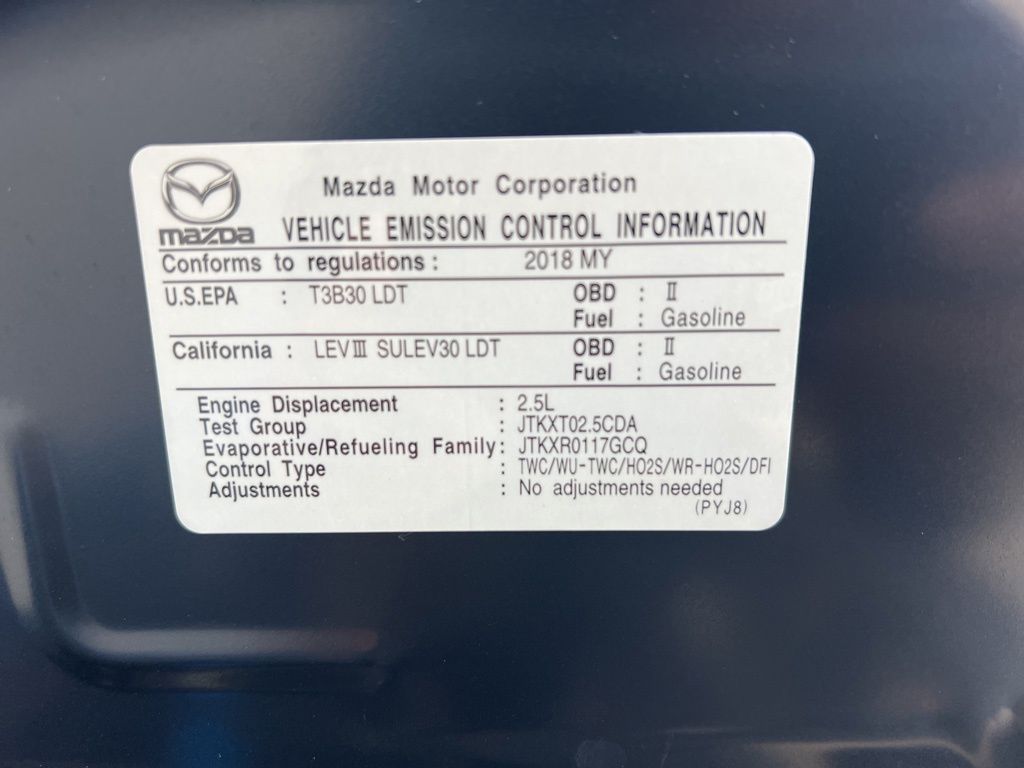 Mazda Motor Corporation
mazda VEHICLE EMISSION CONTROL INFORMATION
Conforms to regulations : 2018 MY
U.S.EPA : T3B30 LDT OBD : Ⅱ
Fuel : Gasoline
California : LEVⅢ SULEV30 LDT OBD : Ⅱ
Fuel : Gasoline
Engine Displacement : 2.5L
Test Group : JTKXT02.5CDA
Evaporative/Refueling Family: JTKXR0117GCQ
Control Type : TWC/WU-TWC/HO2S/WR-HO2S/DFI
Adjustments : No adjustments needed
(PYJ8)